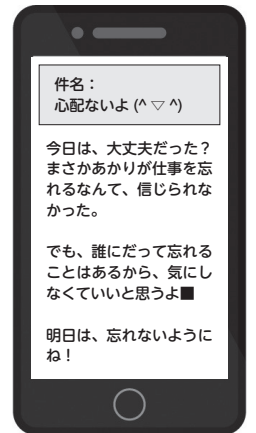 件名：
心配ないよ (^ ▽ ^)
今日は、大丈夫だった？
まさかあかりが仕事を忘
れるなんて、信じられな
かった。
でも、誰にだって忘れる
ことはあるから、気にし
なくていいと思うよ■
明日は、忘れないように
ね！